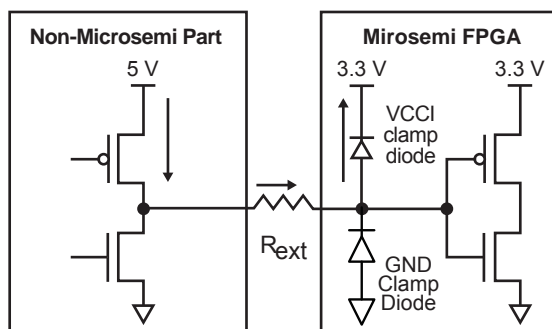 Non-Microsemi Part
Mirosemi FPGA
5 V
3.3 V
3.3 V
VCCI
clamp
diode
Rext
GND
Clamp
Diode